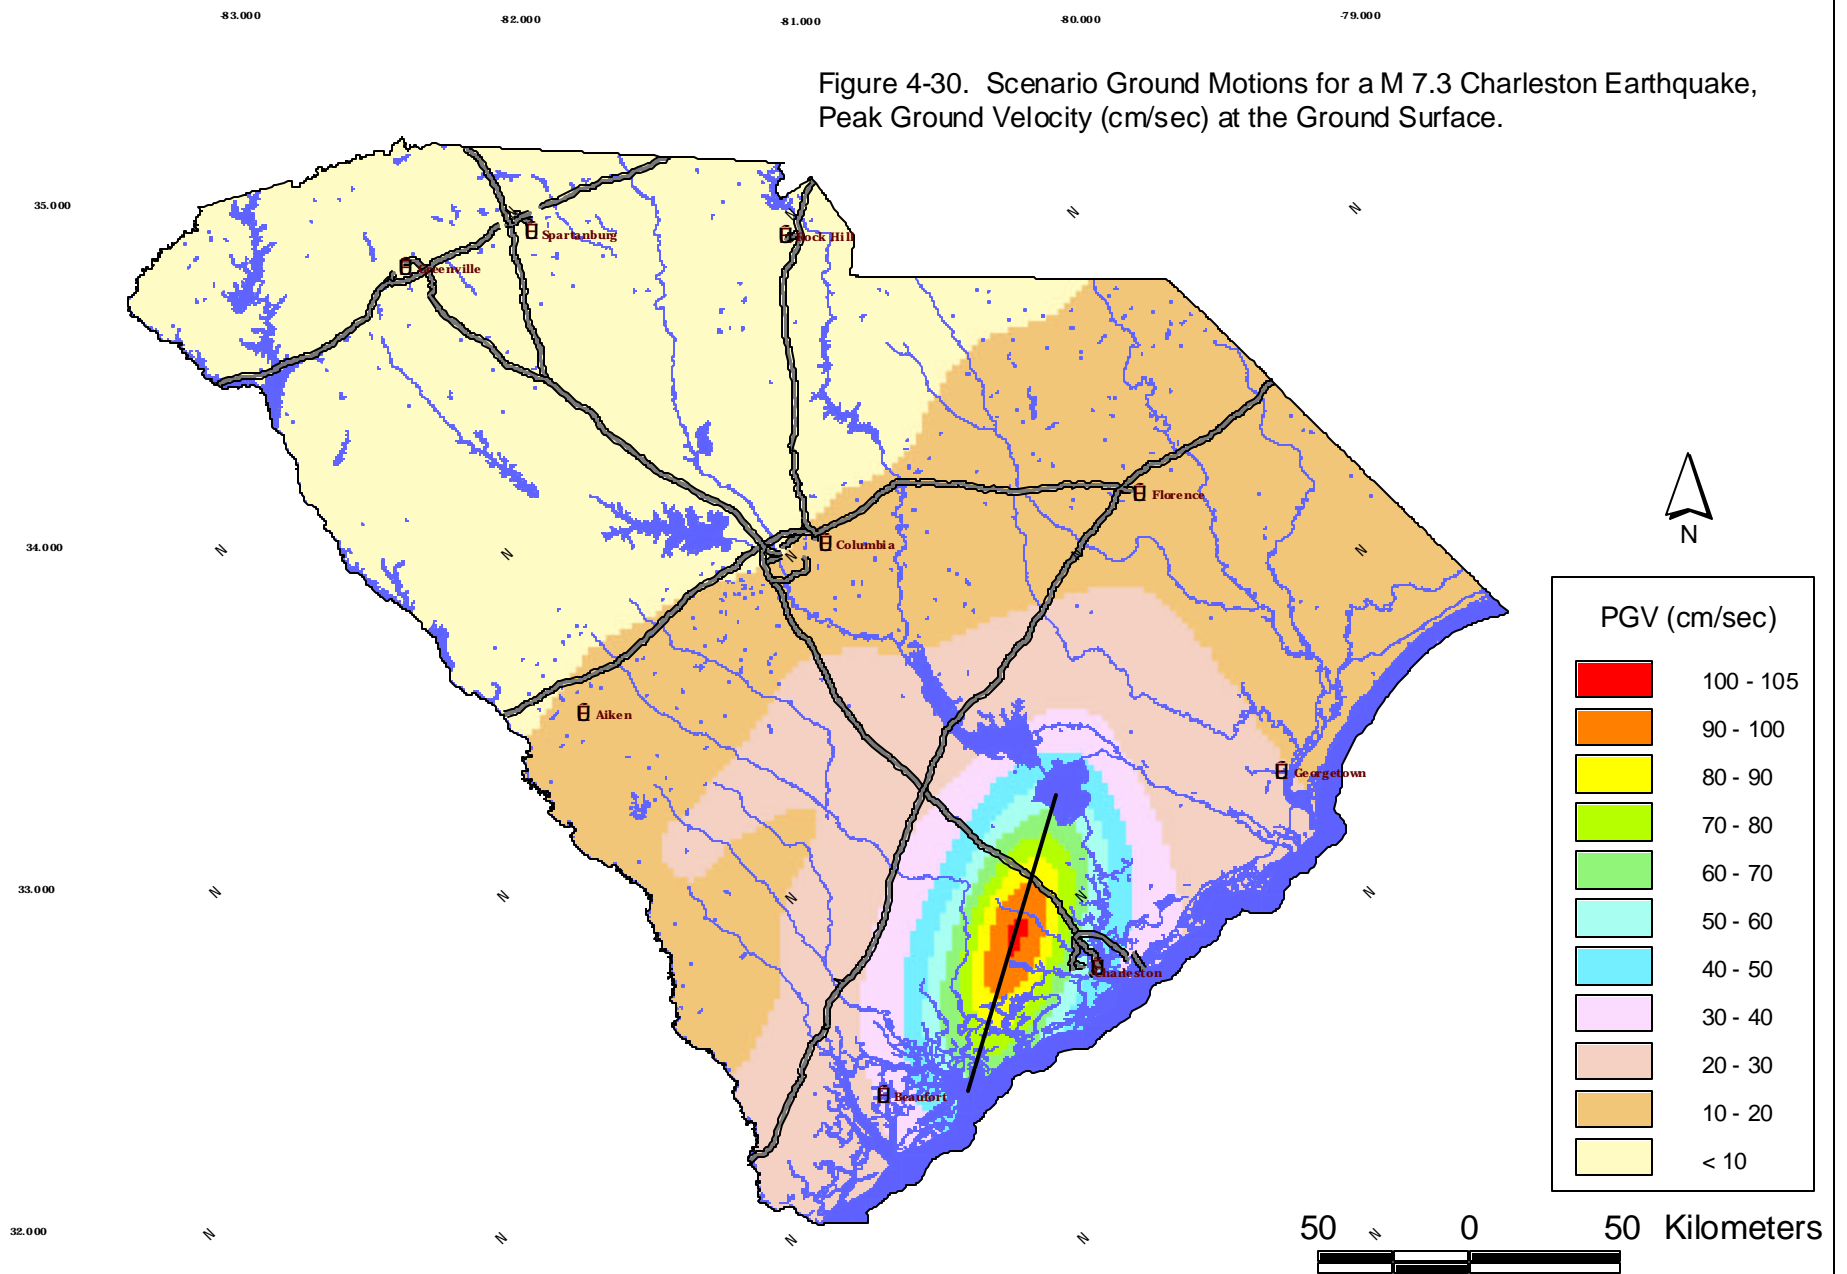 -83.000 -82.000 -81.000 -80.000 -79.000
Figure 4-30. Scenario Ground Motions for a M 7.3 Charleston Earthquake,
Peak Ground Velocity (cm/sec) at the Ground Surface.
35.000
N N N
Spartanburg
Rock Hill
Greenville
Florence
N
34.000
N N N N N
Columbia
PGV (cm/sec)
100 - 105
90 - 100
80 - 90
70 - 80
60 - 70
50 - 60
40 - 50
30 - 40
20 - 30
10 - 20
< 10
Aiken
Georgetown
33.000
N N N N N
Charleston
Beaufort
32.000
N N N N N
50 0 50 Kilometers